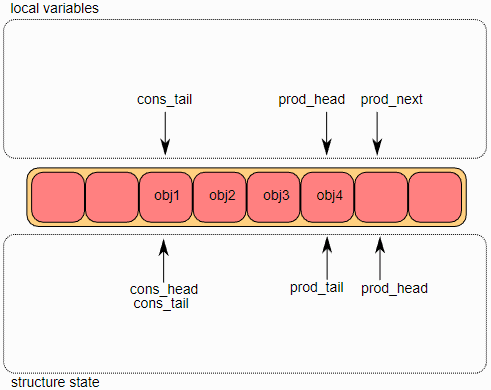 local variables
cons_tail
prod_head
prod_next
obj1
obj2
obj3
obj4
cons_head
cons_tail
prod_tail
prod_head
structure state